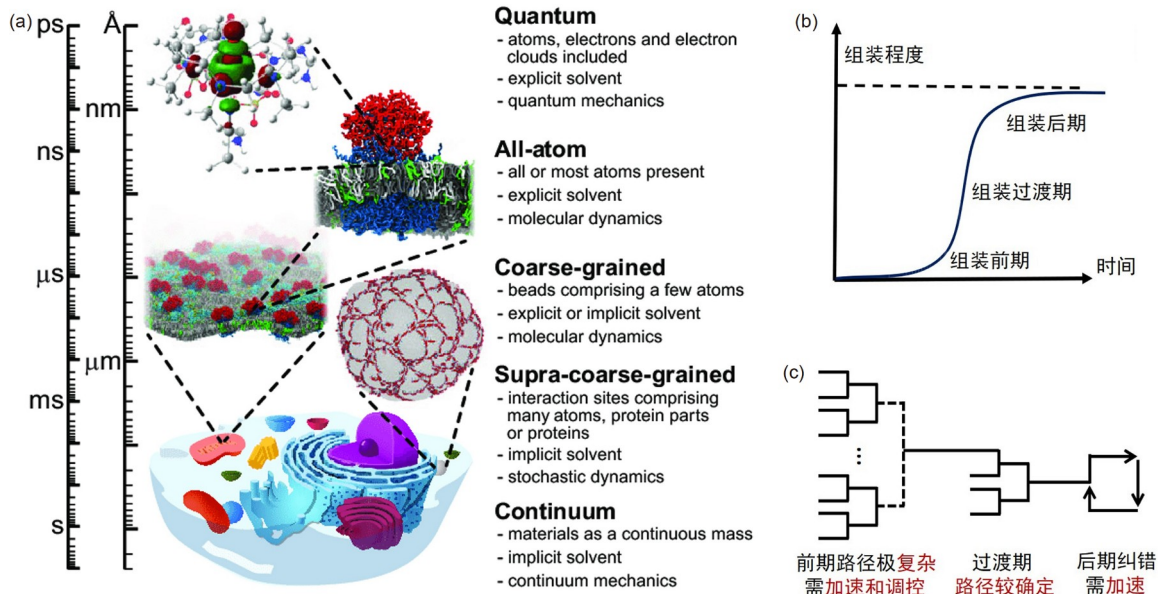 (a)
ps
Å
nm
ns
μs
μm
ms
s
Quantum
- atoms, electrons and electron
clouds included
- explicit solvent
- quantum mechanics
All-atom
- all or most atoms present
- explicit solvent
- molecular dynamics
Coarse-grained
- beads comprising a few atoms
- explicit or implicit solvent
- molecular dynamics
Supra-coarse-grained
- interaction sites comprising
many atoms, protein parts
or proteins
- implicit solvent
- stochastic dynamics
Continuum
- materials as a continuous mass
- implicit solvent
- continuum mechanics
(b)
组装程度
组装后期
组装过渡期
组装前期
时间
(c)
⋮
前期路径极复杂
需加速和调控
过渡期
路径较确定
后期纠错
需加速